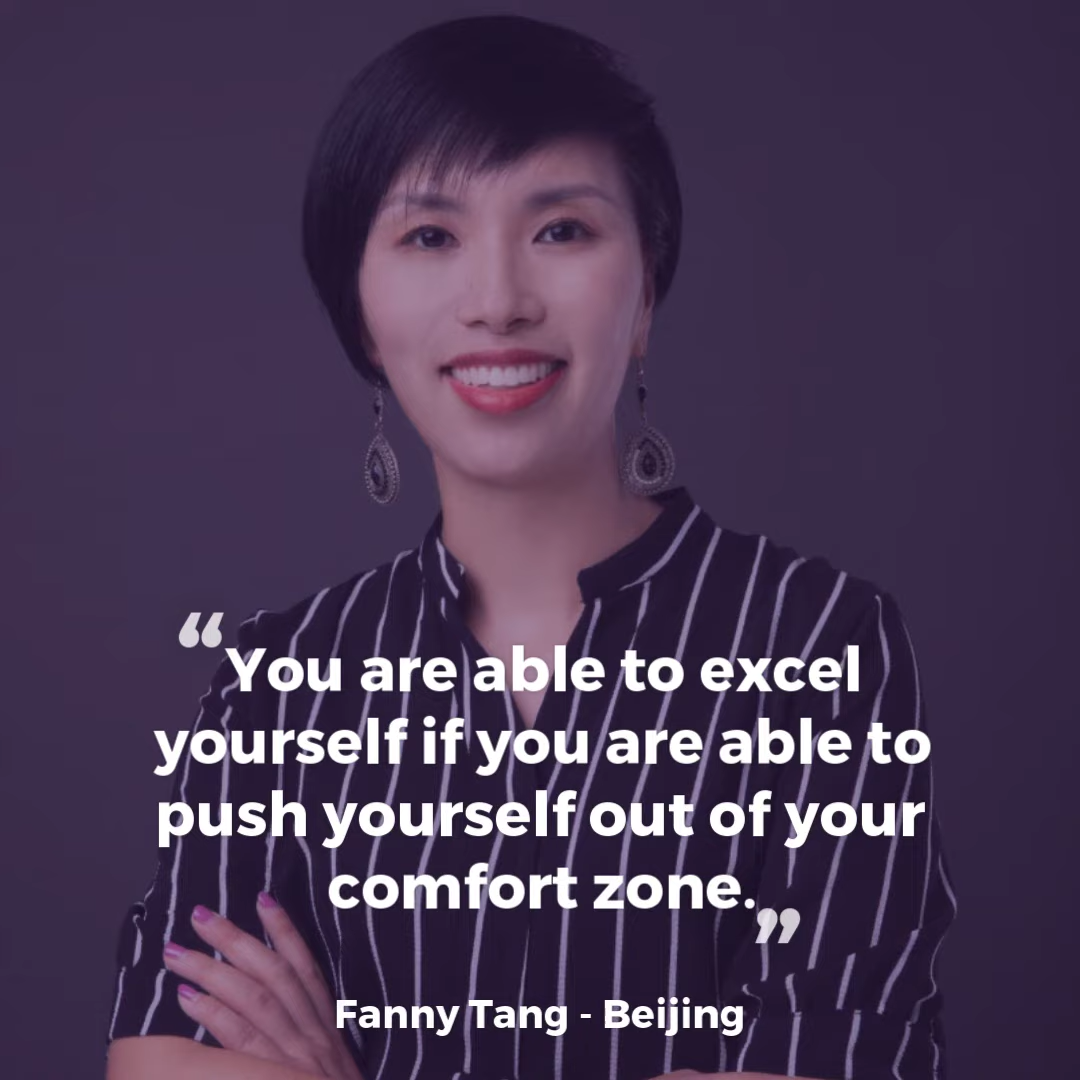 “You are able to excel
yourself if you are able to
push yourself out of your
comfort zone.”
Fanny Tang - Beijing